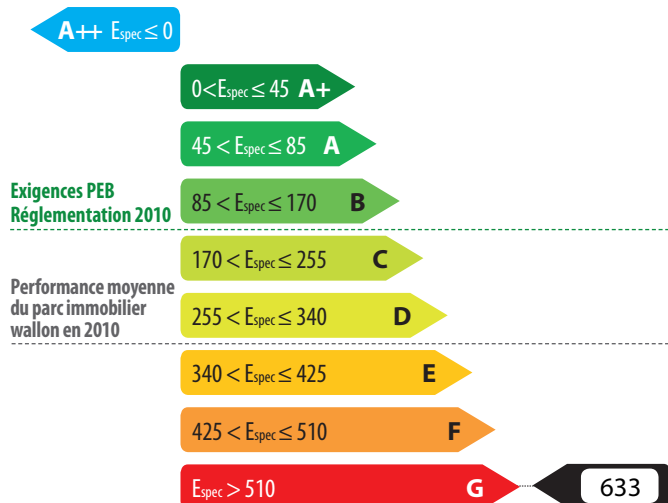 A++ Espec ≤ 0
0 < Espec ≤ 45 A+
45 < Espec ≤ 85 A
Exigences PEB
Réglementation 2010
85 < Espec ≤ 170 B
170 < Espec ≤ 255 C
Performance moyenne
du parc immobilier
wallon en 2010
255 < Espec ≤ 340 D
340 < Espec ≤ 425 E
425 < Espec ≤ 510 F
Espec > 510 G 633